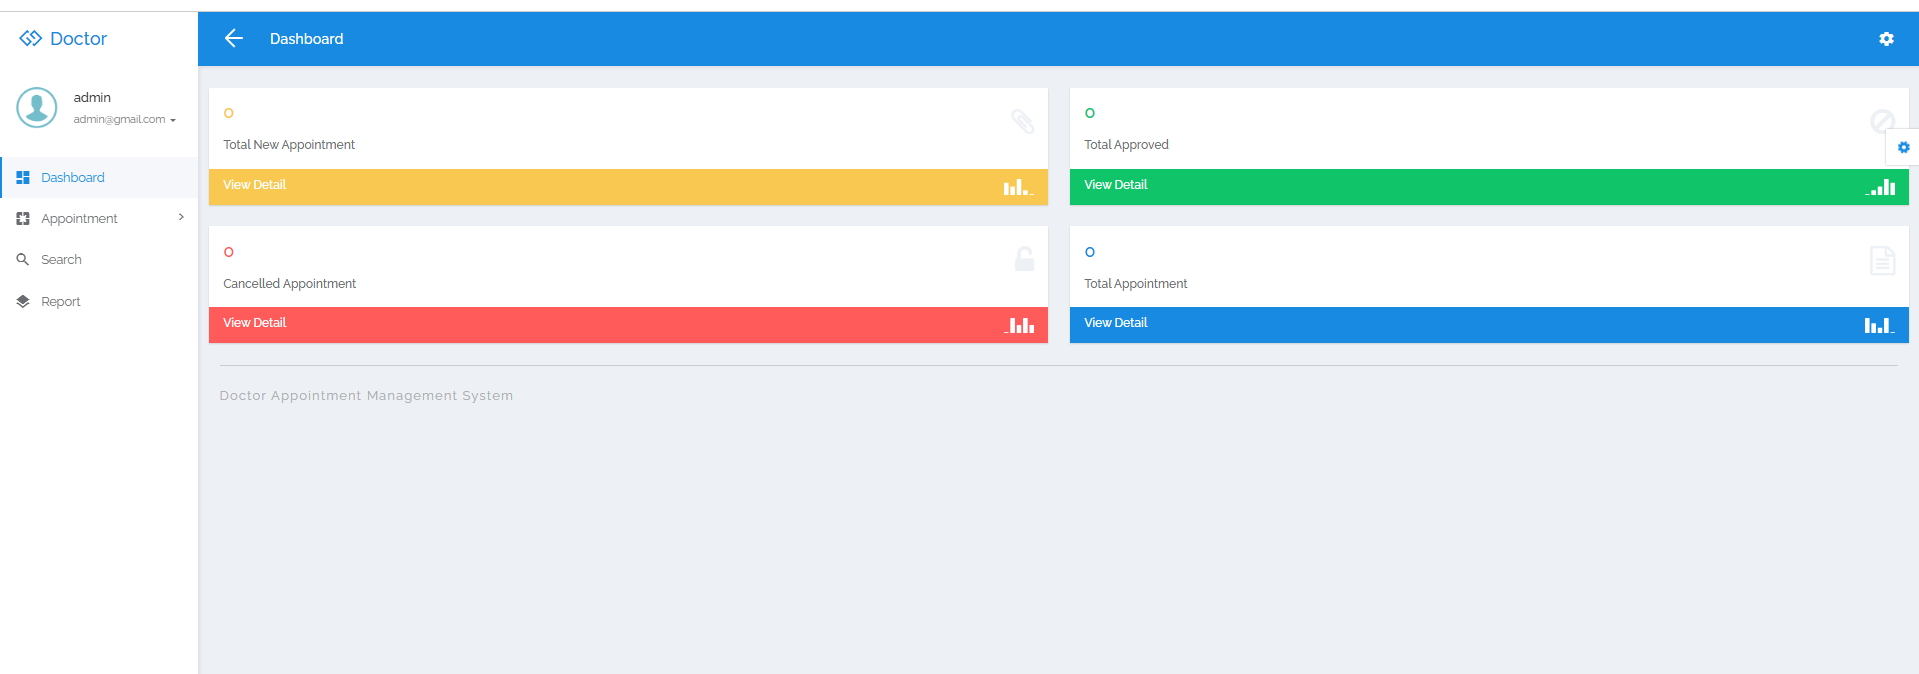 Doctor
Dashboard
admin
admin@gmail.com
Dashboard
Appointment
Search
Report
0
Total New Appointment
View Detail
0
Total Approved
View Detail
0
Cancelled Appointment
View Detail
0
Total Appointment
View Detail
Doctor Appointment Management System